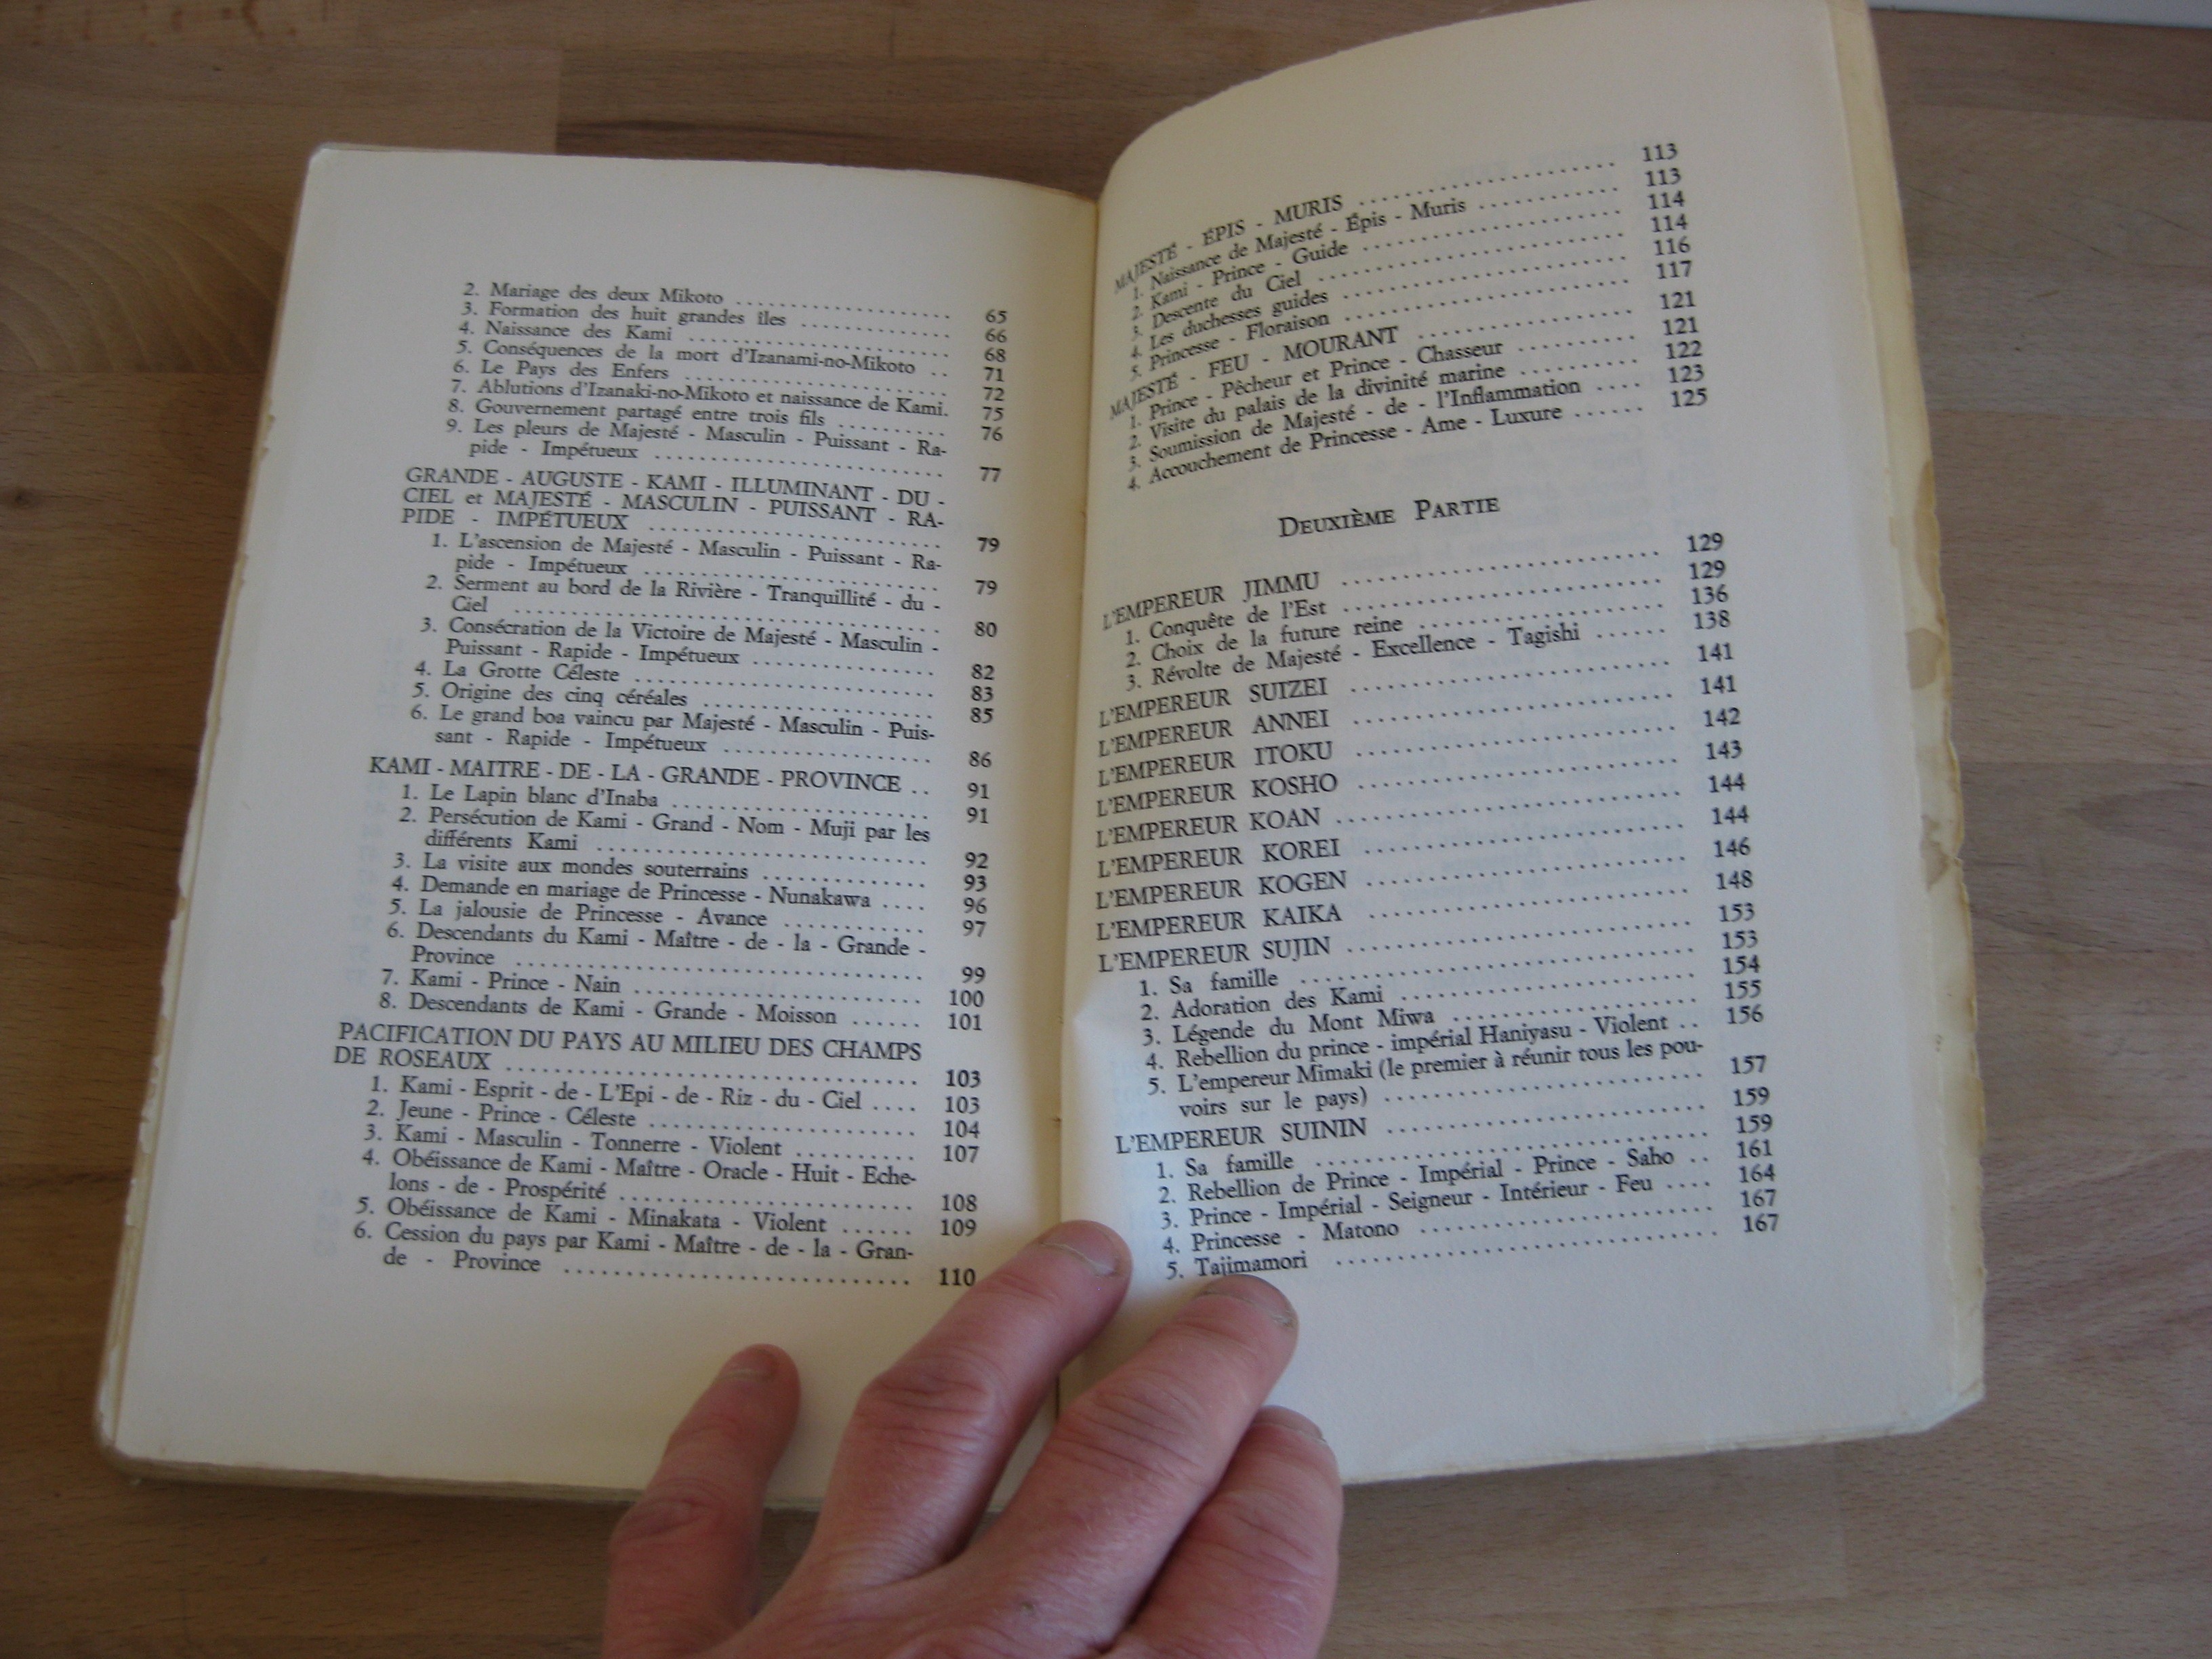 2. Mariage des deux Mikoto .......... 65
3. Formation des huit grandes îles .......... 66
4. Naissance des Kami .......... 68
5. Conséquences de la mort d'Izanami-no-Mikoto .. 71
6. Le Pays des Enfers .......... 72
7. Ablutions d'Izanaki-no-Mikoto et naissance de Kami. 75
8. Gouvernement partagé entre trois fils .......... 76
9. Les pleurs de Majesté - Masculin - Puissant - Ra-
pide - Impétueux .......... 77
GRANDE - AUGUSTE - KAMI - ILLUMINANT - DU -
CIEL et MAJESTÉ - MASCULIN - PUISSANT - RA-
PIDE - IMPÉTUEUX .......... 79
1. L'ascension de Majesté - Masculin - Puissant - Ra-
pide - Impétueux .......... 79
2. Serment au bord de la Rivière - Tranquillité - du -
Ciel .......... 80
3. Consécration de la Victoire de Majesté - Masculin -
Puissant - Rapide - Impétueux .......... 82
4. La Grotte Céleste .......... 83
5. Origine des cinq céréales .......... 85
6. Le grand boa vaincu par Majesté - Masculin - Puis-
sant - Rapide - Impétueux .......... 86
KAMI - MAITRE - DE - LA - GRANDE - PROVINCE .. 91
1. Le Lapin blanc d'Inaba .......... 91
2. Persécution de Kami - Grand - Nom - Muji par les
différents Kami .......... 92
3. La visite aux mondes souterrains .......... 93
4. Demande en mariage de Princesse - Nunakawa .... 96
5. La jalousie de Princesse - Avance .......... 97
6. Descendants du Kami - Maître - de - la - Grande -
Province .......... 99
7. Kami - Prince - Nain .......... 100
8. Descendants de Kami - Grande - Moisson ...... 101
PACIFICATION DU PAYS AU MILIEU DES CHAMPS
DE ROSEAUX .......... 103
1. Kami - Esprit - de - L'Epi - de - Riz - du - Ciel .... 103
2. Jeune - Prince - Céleste .......... 104
3. Kami - Masculin - Tonnerre - Violent .......... 107
4. Obéissance de Kami - Maître - Oracle - Huit - Eche-
lons - de - Prospérité .......... 108
5. Obéissance de Kami - Minakata - Violent ...... 109
6. Cession du pays par Kami - Maître - de - la - Gran-
de - Province .......... 110
MAJESTÉ - ÉPIS - MURIS .......... 113
1. Naissance de Majesté - Épis - Muris .......... 113
2. Kami - Prince - Guide .......... 114
3. Descente du Ciel .......... 114
4. Les duchesses guides .......... 116
5. Princesse - Floraison .......... 117
MAJESTÉ - FEU - MOURANT .......... 121
1. Prince - Pêcheur et Prince - Chasseur .......... 121
2. Visite du palais de la divinité marine .......... 122
3. Soumission de Majesté - de - l'Inflammation .... 123
4. Accouchement de Princesse - Ame - Luxure ...... 125
DEUXIÈME PARTIE
L'EMPEREUR JIMMU .......... 129
1. Conquête de l'Est .......... 129
2. Choix de la future reine .......... 136
3. Révolte de Majesté - Excellence - Tagishi ...... 138
L'EMPEREUR SUIZEI .......... 141
L'EMPEREUR ANNEI .......... 141
L'EMPEREUR ITOKU .......... 142
L'EMPEREUR KOSHO .......... 143
L'EMPEREUR KOAN .......... 144
L'EMPEREUR KOREI .......... 144
L'EMPEREUR KOGEN .......... 146
L'EMPEREUR KAIKA .......... 148
L'EMPEREUR SUJIN .......... 153
1. Sa famille .......... 153
2. Adoration des Kami .......... 154
3. Légende du Mont Miwa .......... 155
4. Rebellion du prince - impérial Haniyasu - Violent .. 156
5. L'empereur Mimaki (le premier à réunir tous les pou-
voirs sur le pays) .......... 157
L'EMPEREUR SUININ .......... 159
1. Sa famille .......... 159
2. Rebellion de Prince - Impérial - Prince - Saho .. 161
3. Prince - Impérial - Seigneur - Intérieur - Feu .... 164
4. Princesse - Matono .......... 167
5. Tajimamori .......... 167